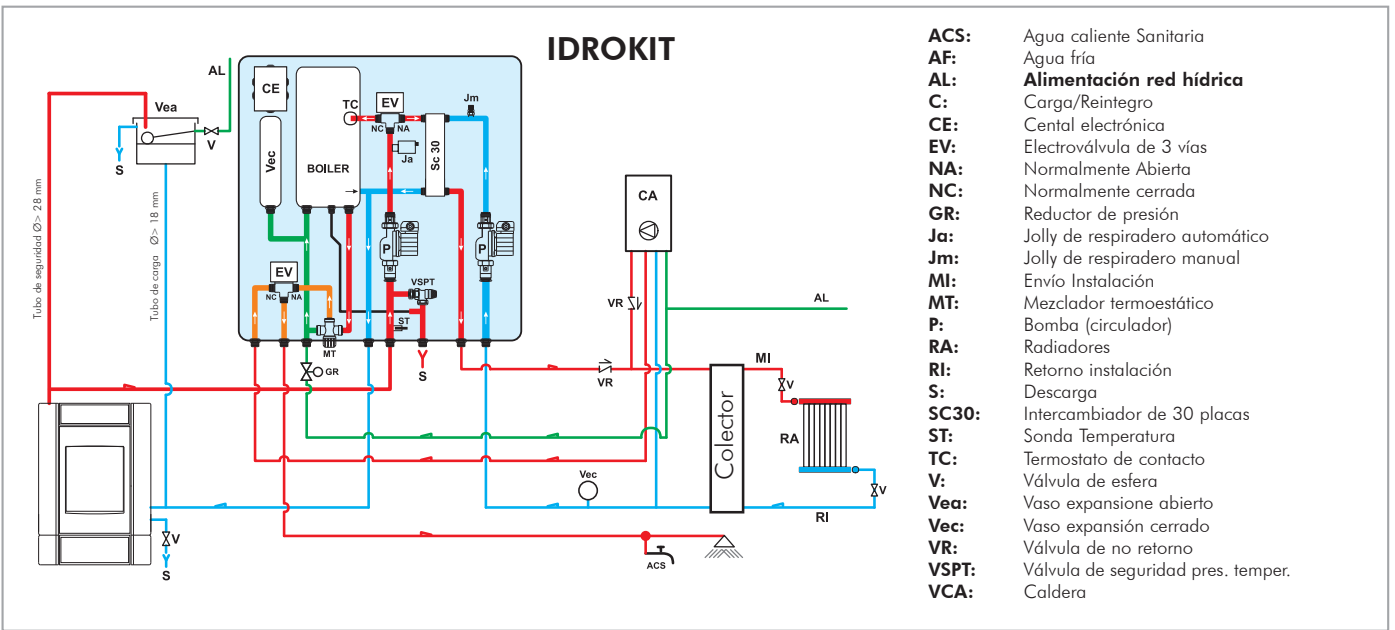 IDROKIT
AL
Vea
V
S
Tubo de seguridad Ø> 28 mm
Tubo de carga Ø> 18 mm
CE
Vec
BOILER
TC
EV
NC
NA
Ja
Sc 30
Jm
P
P
EV
NC
NA
MT
GR
VSPT
ST
S
CA
VR
VR
AL
MI
V
Colector
RA
V
RI
Vec
ACS
V
S
ACS: Agua caliente Sanitaria
AF: Agua fría
AL: Alimentación red hídrica
C: Carga/Reintegro
CE: Cental electrónica
EV: Electroválvula de 3 vías
NA: Normalmente Abierta
NC: Normalmente cerrada
GR: Reductor de presión
Ja: Jolly de respiradero automático
Jm: Jolly de respiradero manual
MI: Envío Instalación
MT: Mezclador termoestático
P: Bomba (circulador)
RA: Radiadores
RI: Retorno instalación
S: Descarga
SC30: Intercambiador de 30 placas
ST: Sonda Temperatura
TC: Termostato de contacto
V: Válvula de esfera
Vea: Vaso expansione abierto
Vec: Vaso expansión cerrado
VR: Válvula de no retorno
VSPT: Válvula de seguridad pres. temper.
VCA: Caldera